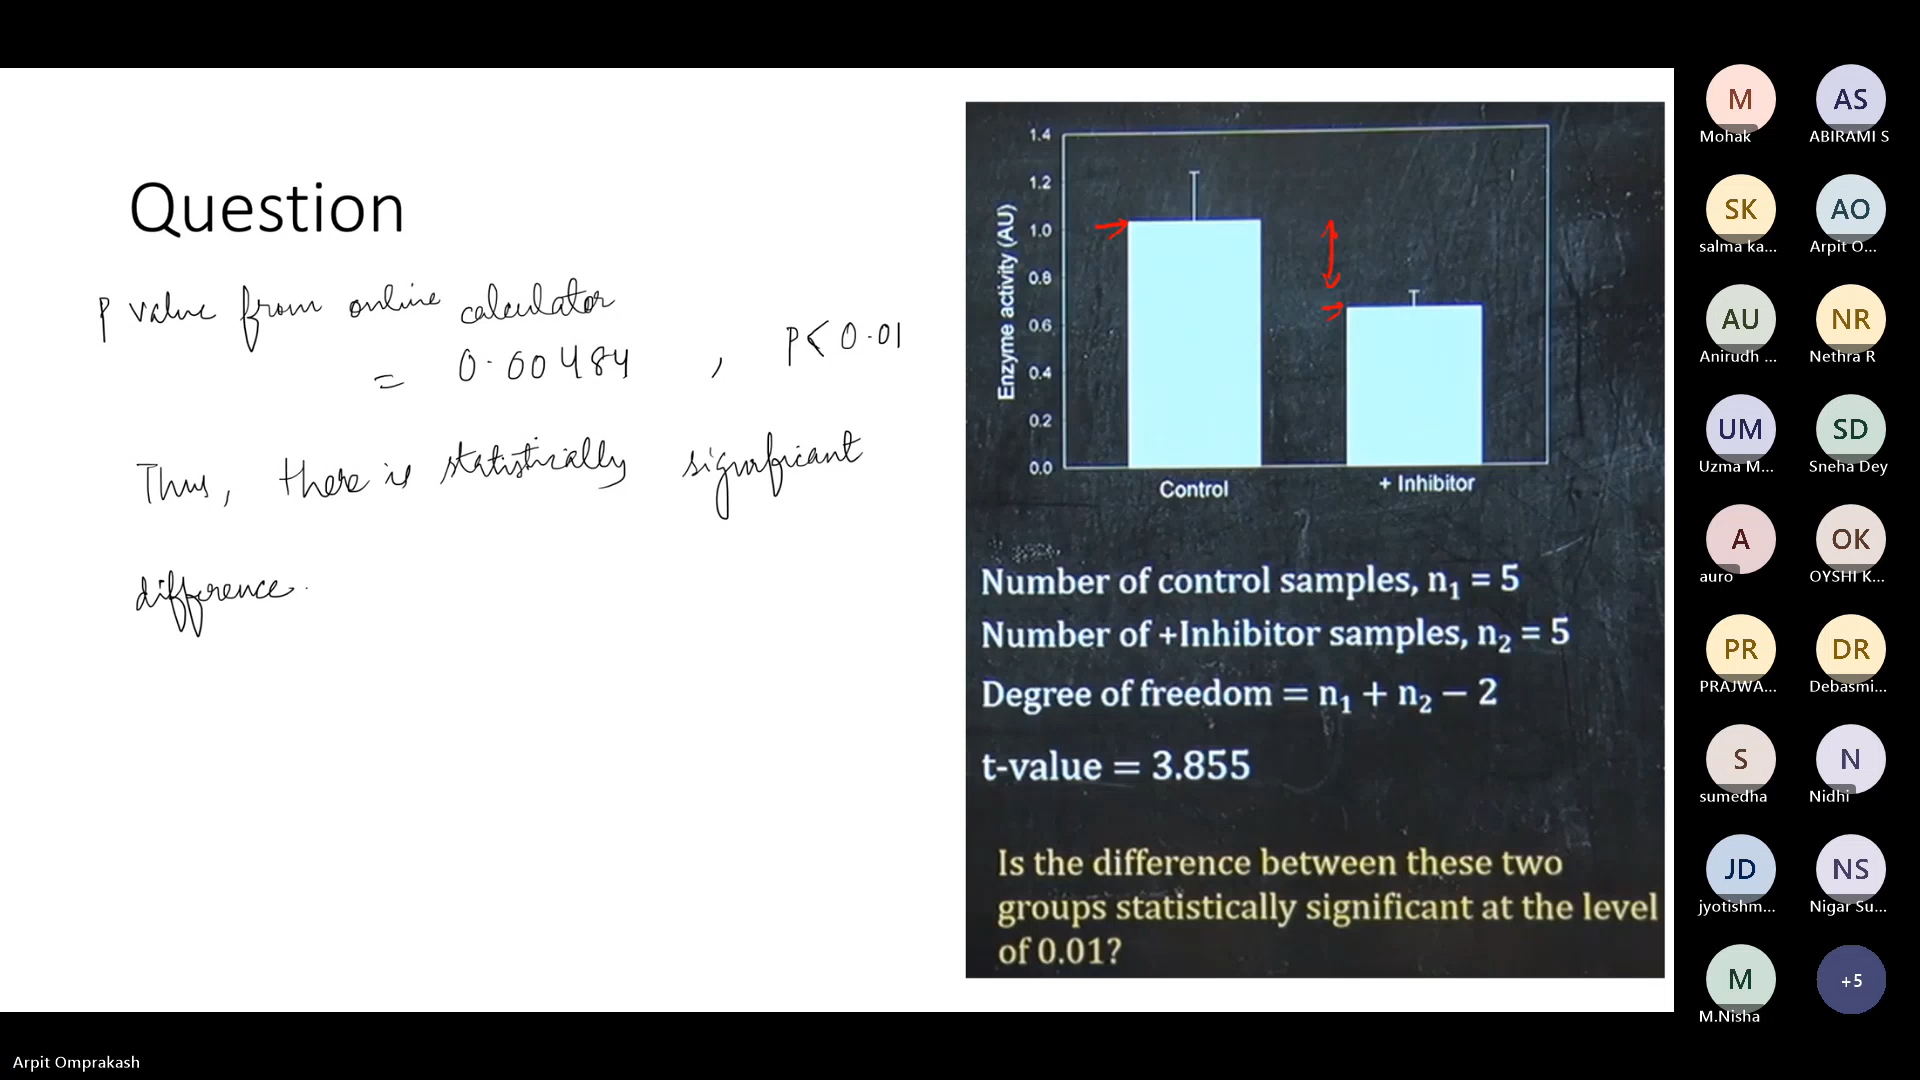 Question
P value from online calculator
= 0.00484 , P < 0.01
Thus, there is statistically significant
difference.
1.4
1.2
1.0
0.8
0.6
0.4
0.2
0.0
Enzyme activity (AU)
Control
+ Inhibitor
Number of control samples, n₁ = 5
Number of +Inhibitor samples, n₂ = 5
Degree of freedom = n₁ + n₂ − 2
t-value = 3.855
Is the difference between these two
groups statistically significant at the level
of 0.01?
M AS
Mohak ABIRAMI S
SK AO
salma ka... Arpit O...
AU NR
Anirudh ... Nethra R
UM SD
Uzma M... Sneha Dey
A OK
auro OYSHI K...
PR DR
PRAJWA... Debasmi...
S N
sumedha Nidhi
JD NS
jyotishm... Nigar Su...
M +5
M.Nisha
Arpit Omprakash